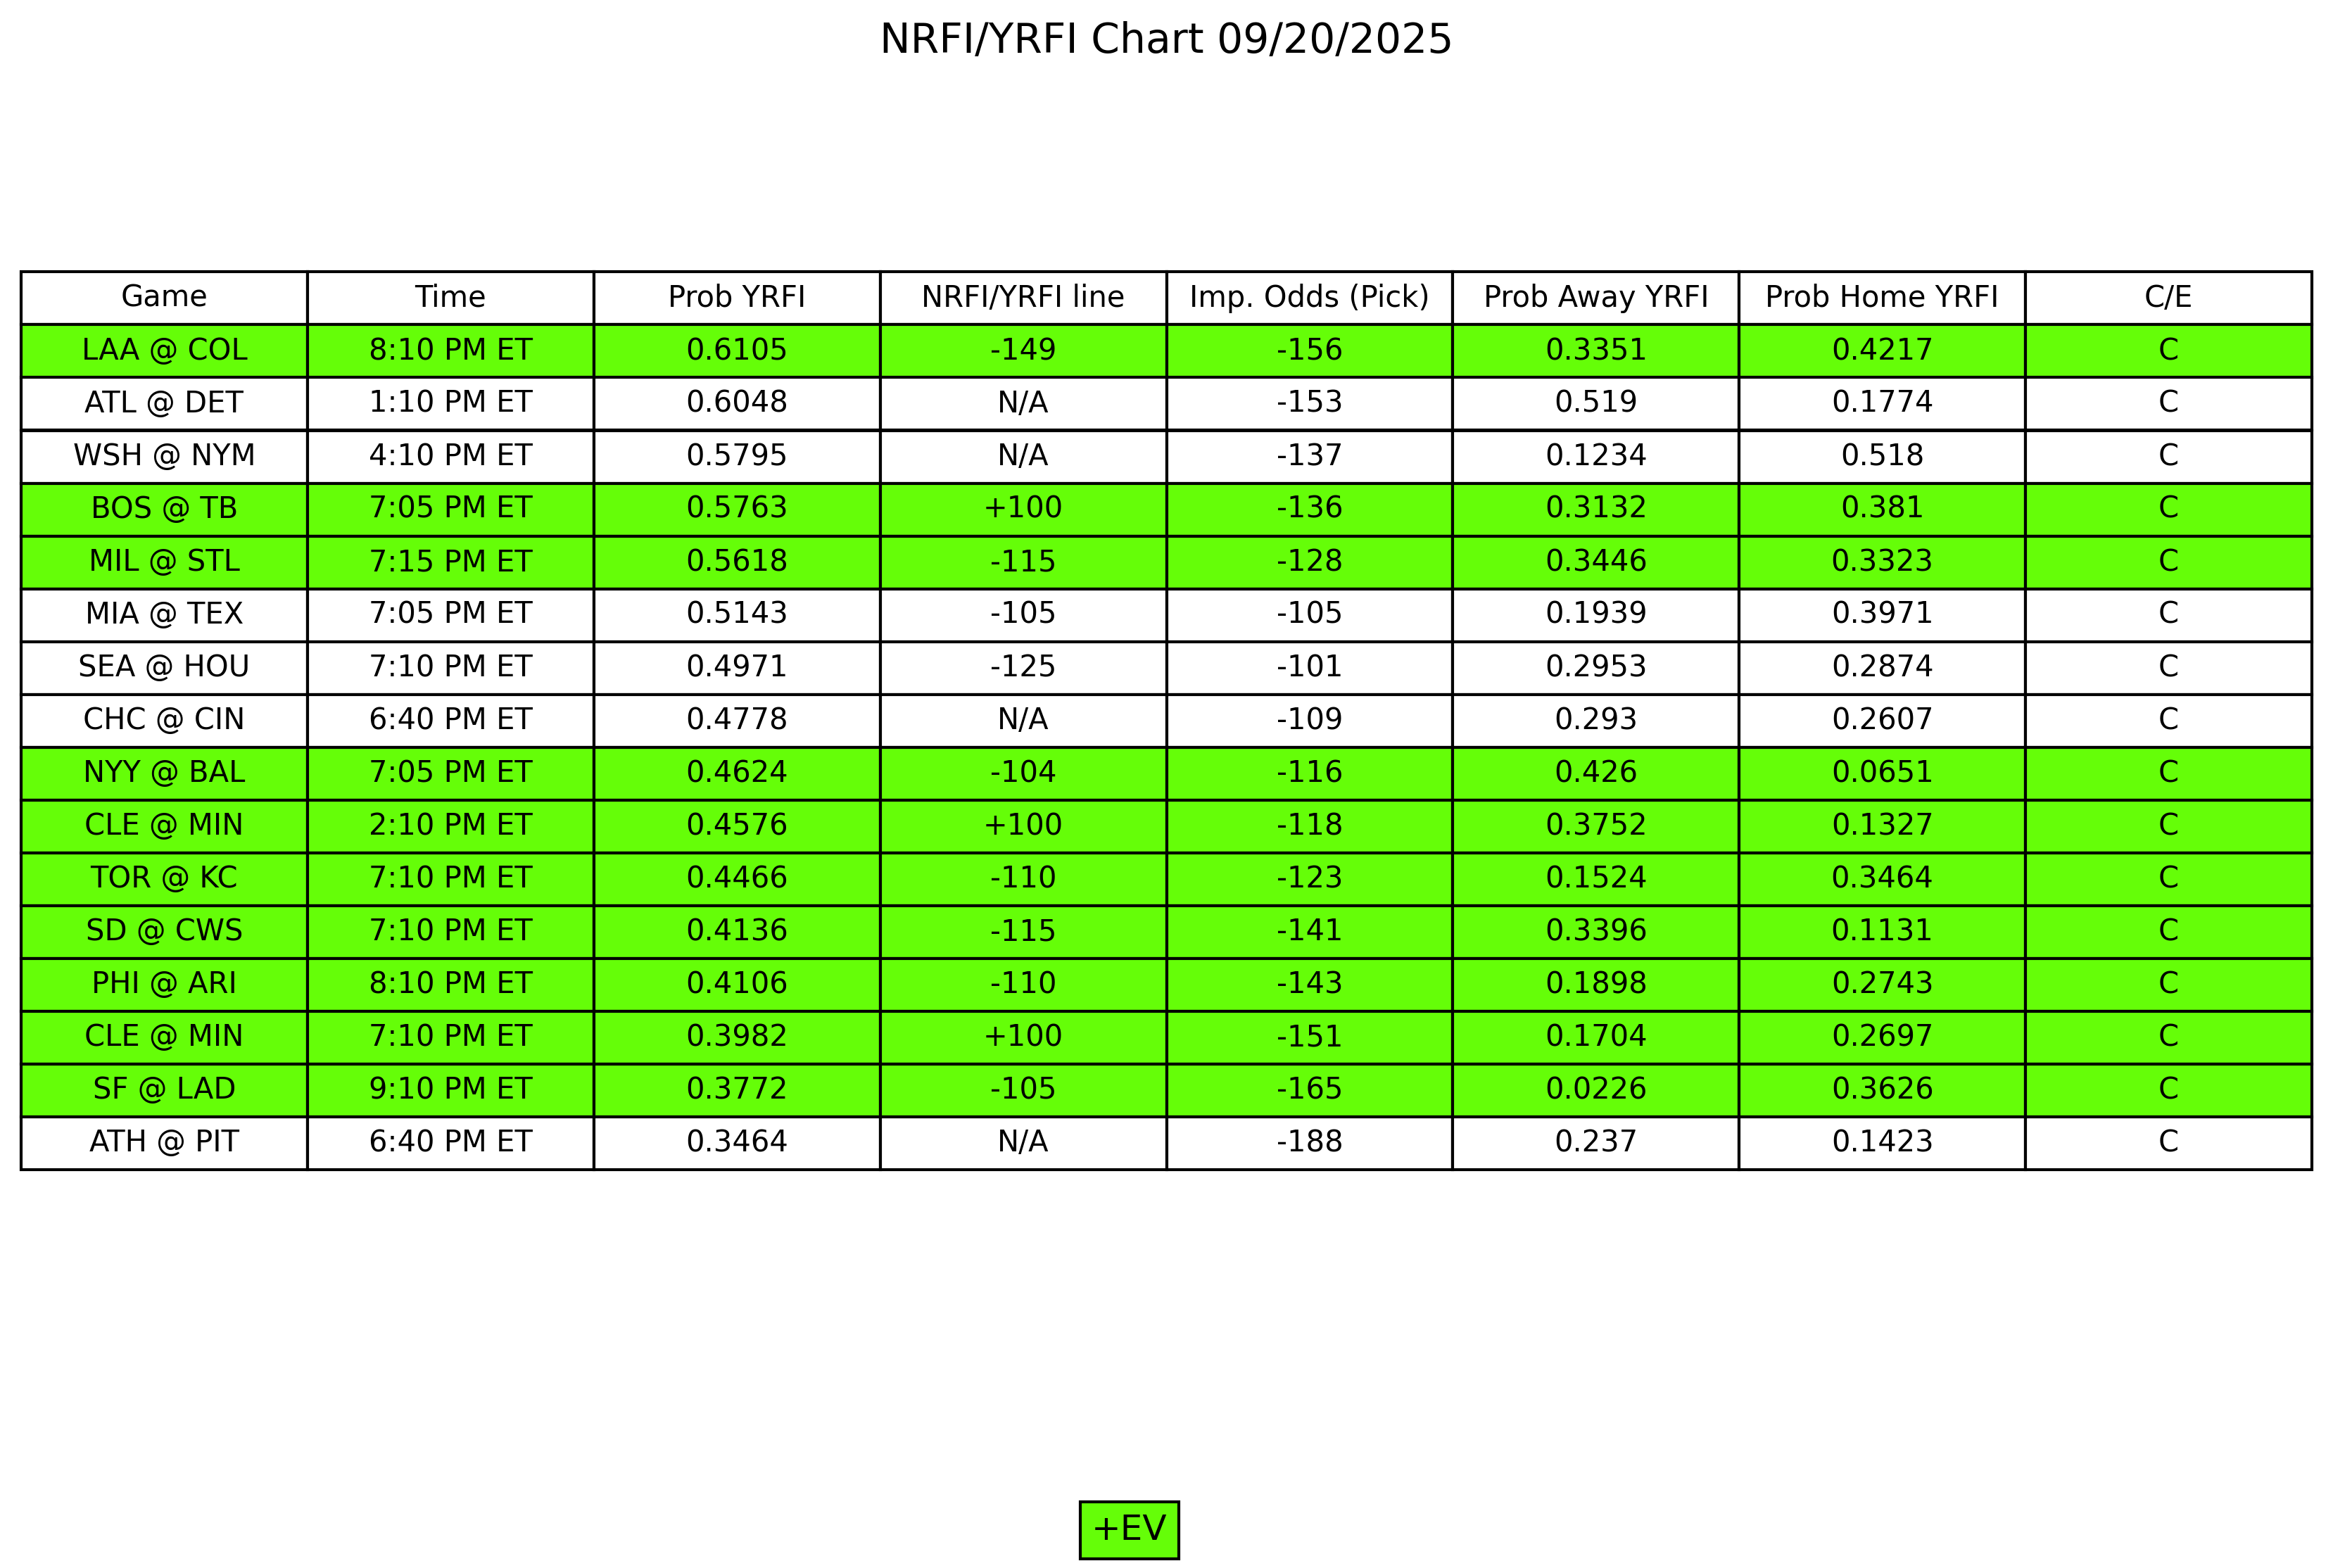 NRFI/YRFI Chart 09/20/2025
Game Time Prob YRFI NRFI/YRFI line Imp. Odds (Pick) Prob Away YRFI Prob Home YRFI C/E
LAA @ COL 8:10 PM ET 0.6105 -149 -156 0.3351 0.4217 C
ATL @ DET 1:10 PM ET 0.6048 N/A -153 0.519 0.1774 C
WSH @ NYM 4:10 PM ET 0.5795 N/A -137 0.1234 0.518 C
BOS @ TB 7:05 PM ET 0.5763 +100 -136 0.3132 0.381 C
MIL @ STL 7:15 PM ET 0.5618 -115 -128 0.3446 0.3323 C
MIA @ TEX 7:05 PM ET 0.5143 -105 -105 0.1939 0.3971 C
SEA @ HOU 7:10 PM ET 0.4971 -125 -101 0.2953 0.2874 C
CHC @ CIN 6:40 PM ET 0.4778 N/A -109 0.293 0.2607 C
NYY @ BAL 7:05 PM ET 0.4624 -104 -116 0.426 0.0651 C
CLE @ MIN 2:10 PM ET 0.4576 +100 -118 0.3752 0.1327 C
TOR @ KC 7:10 PM ET 0.4466 -110 -123 0.1524 0.3464 C
SD @ CWS 7:10 PM ET 0.4136 -115 -141 0.3396 0.1131 C
PHI @ ARI 8:10 PM ET 0.4106 -110 -143 0.1898 0.2743 C
CLE @ MIN 7:10 PM ET 0.3982 +100 -151 0.1704 0.2697 C
SF @ LAD 9:10 PM ET 0.3772 -105 -165 0.0226 0.3626 C
ATH @ PIT 6:40 PM ET 0.3464 N/A -188 0.237 0.1423 C
+EV